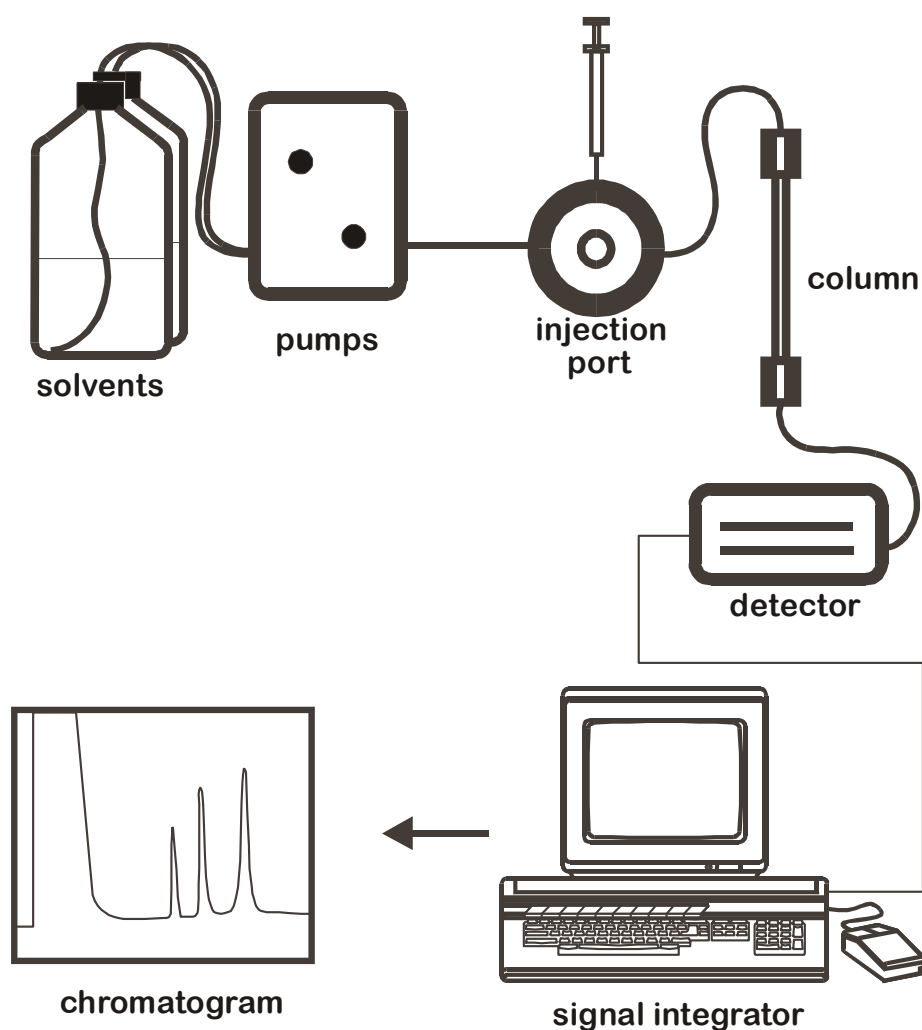 solvents
pumps
injection
port
column
detector
chromatogram
signal integrator